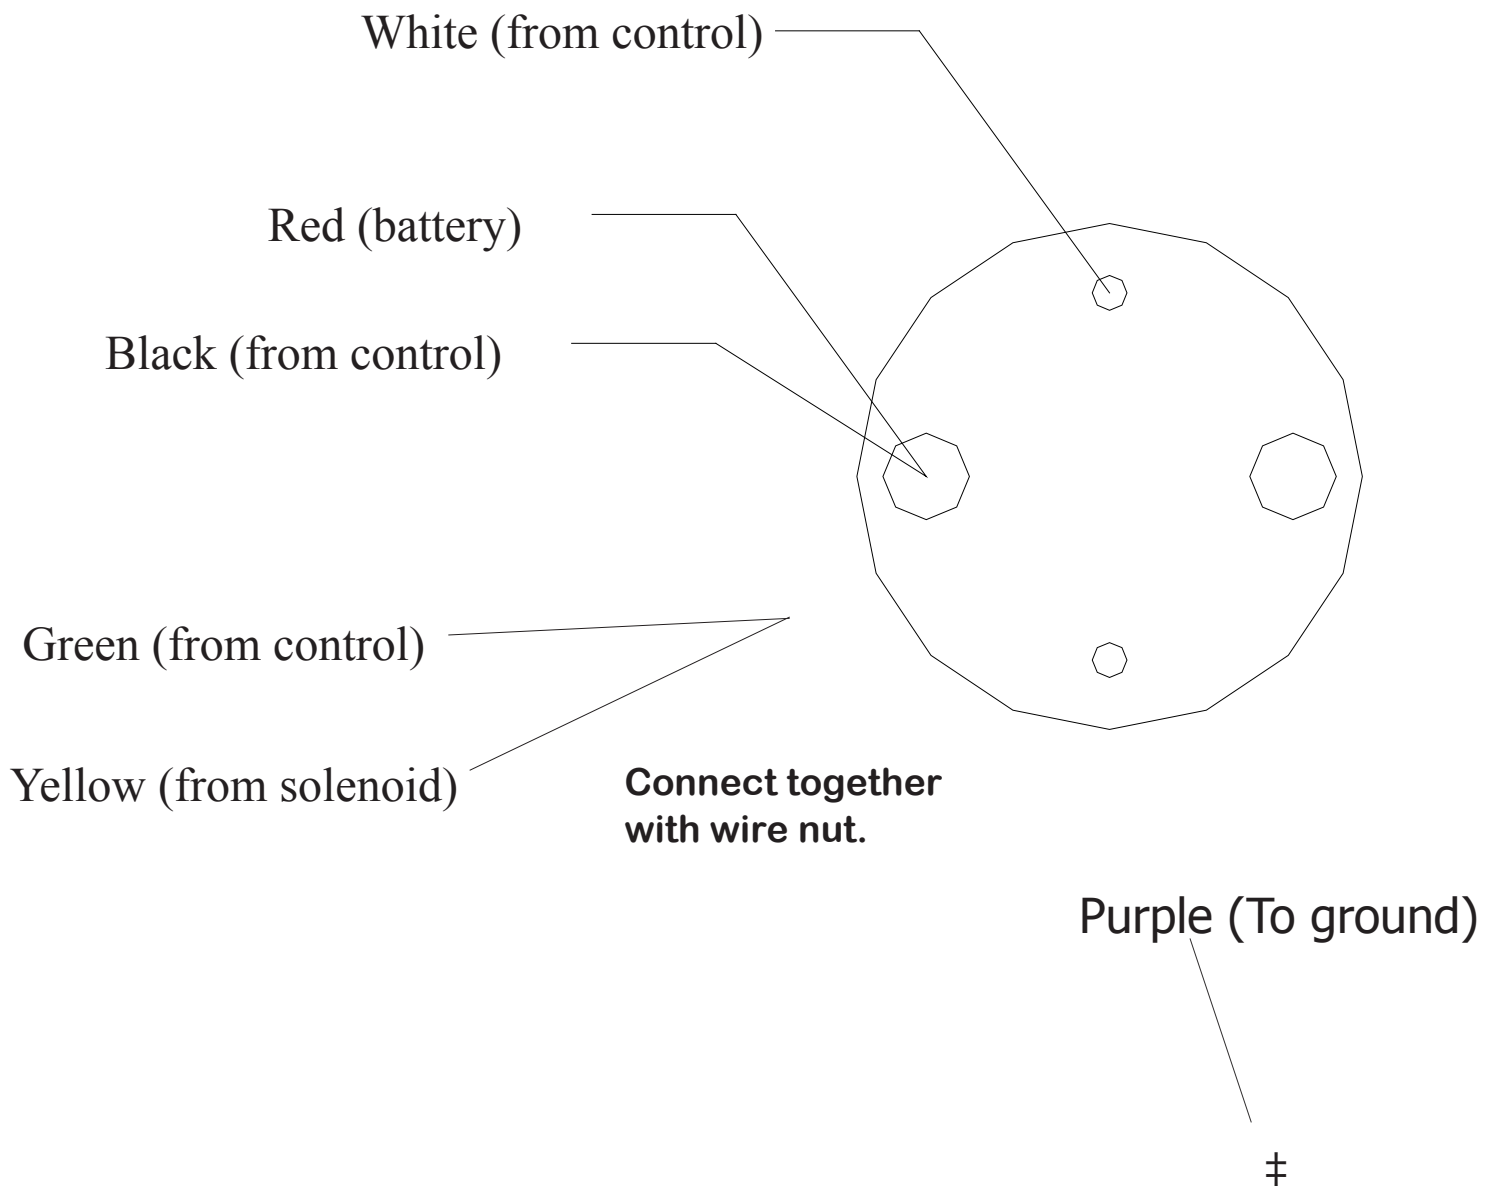 White (from control)
Red (battery)
Black (from control)
Green (from control)
Yellow (from solenoid)
Connect together
with wire nut.
Purple (To ground)
‡